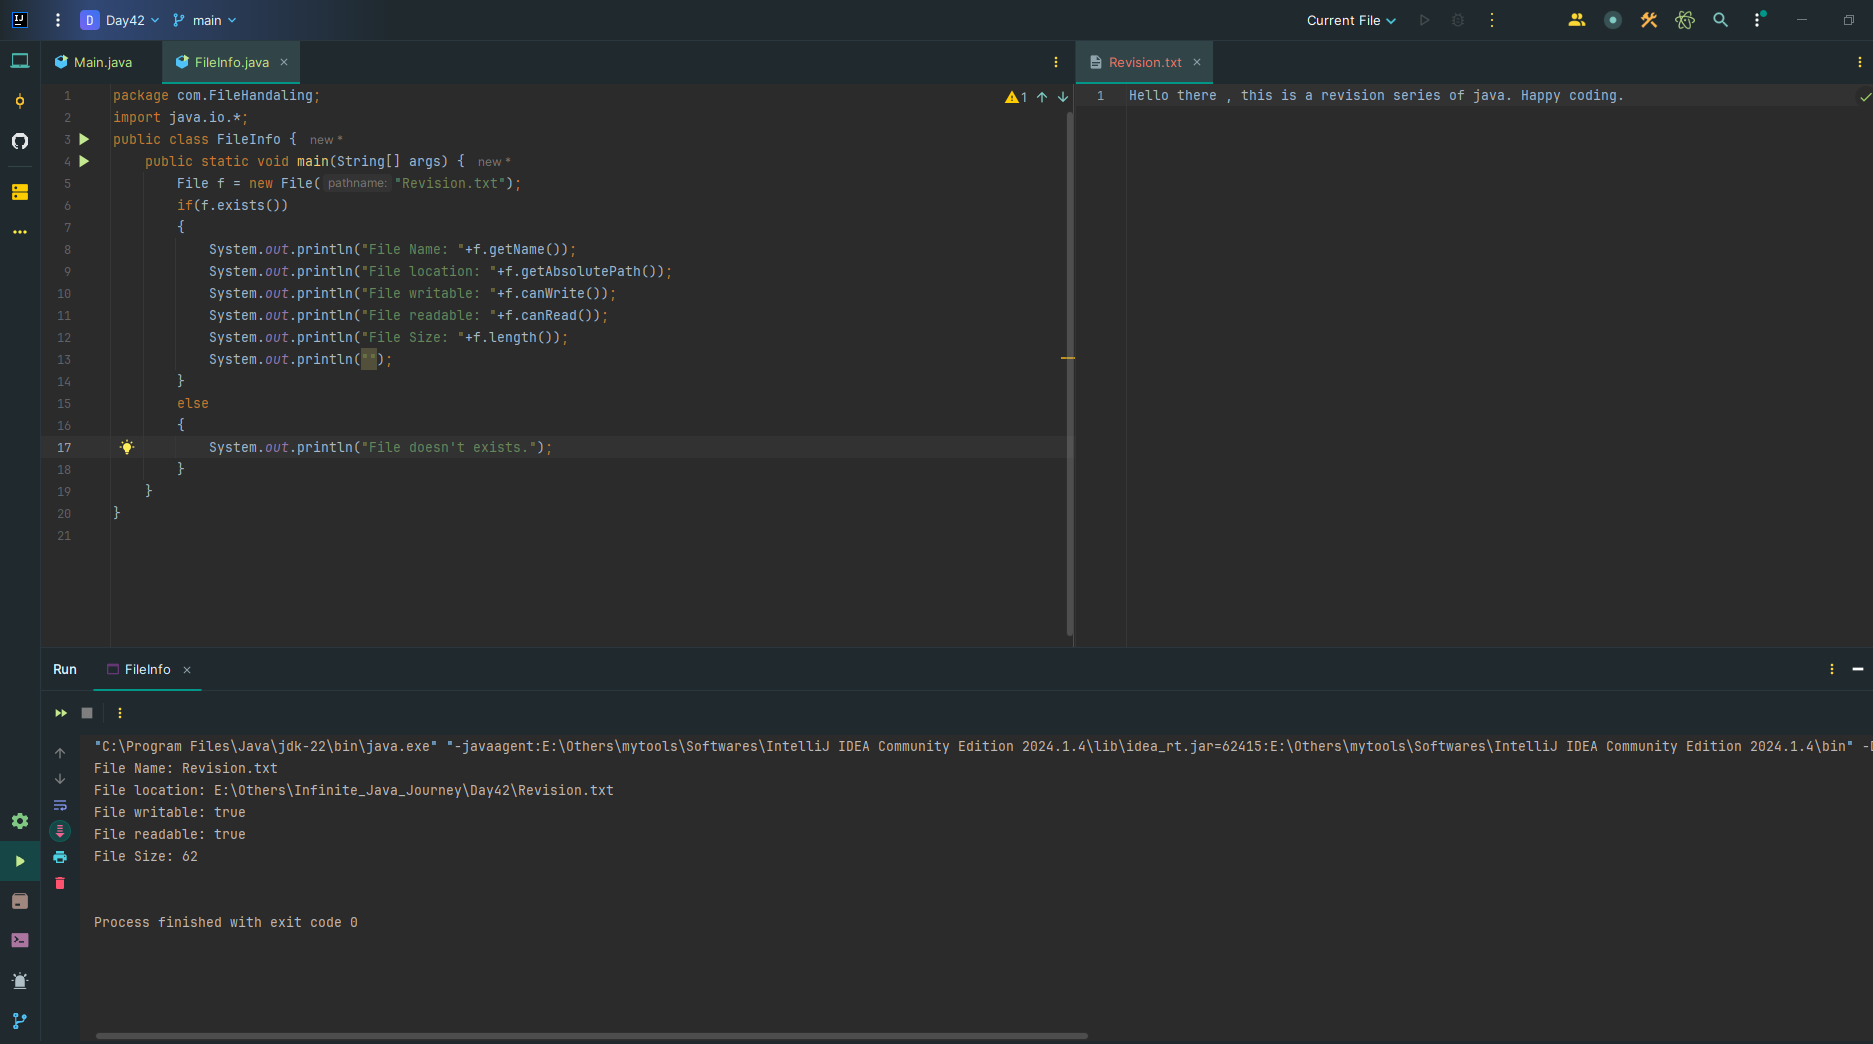 IJ D Day42 main Current File
Main.java FileInfo.java Revision.txt
1 package com.FileHandaling;
2 import java.io.*;
3 public class FileInfo { new *
4 public static void main(String[] args) { new *
5 File f = new File( pathname: "Revision.txt");
6 if(f.exists())
7 {
8 System.out.println("File Name: "+f.getName());
9 System.out.println("File location: "+f.getAbsolutePath());
10 System.out.println("File writable: "+f.canWrite());
11 System.out.println("File readable: "+f.canRead());
12 System.out.println("File Size: "+f.length());
13 System.out.println("");
14 }
15 else
16 {
17 System.out.println("File doesn't exists.");
18 }
19 }
20 }
21
1
1 Hello there , this is a revision series of java. Happy coding.
Run FileInfo
"C:\Program Files\Java\jdk-22\bin\java.exe" "-javaagent:E:\Others\mytools\Softwares\IntelliJ IDEA Community Edition 2024.1.4\lib\idea_rt.jar=62415:E:\Others\mytools\Softwares\IntelliJ IDEA Community Edition 2024.1.4\bin" -D
File Name: Revision.txt
File location: E:\Others\Infinite_Java_Journey\Day42\Revision.txt
File writable: true
File readable: true
File Size: 62
Process finished with exit code 0